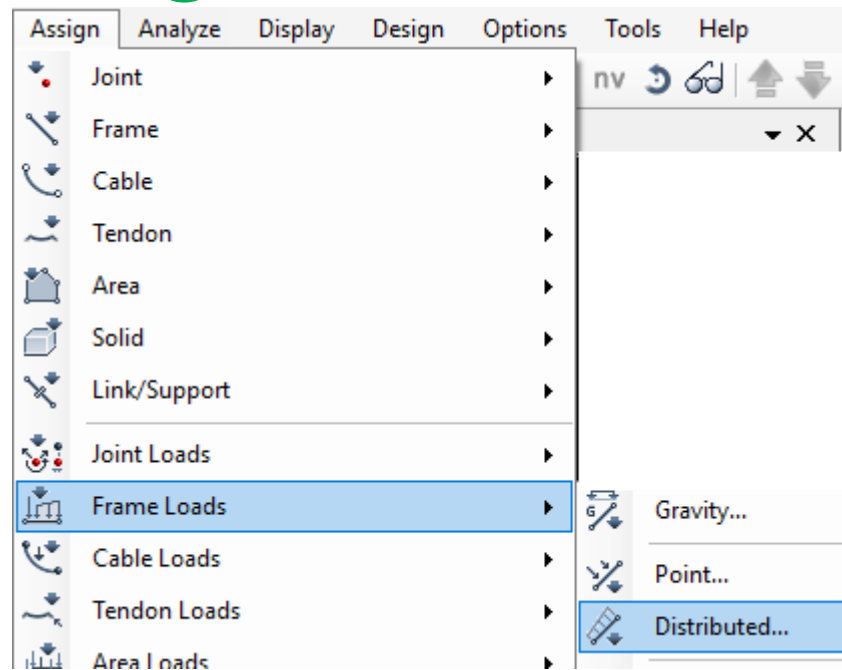 Assign Analyze Display Design Options Tools Help
nv
Joint
Frame
Cable
Tendon
Area
Solid
Link/Support
Joint Loads
Frame Loads
Gravity...
Cable Loads
Point...
Tendon Loads
Distributed...
Area Loads